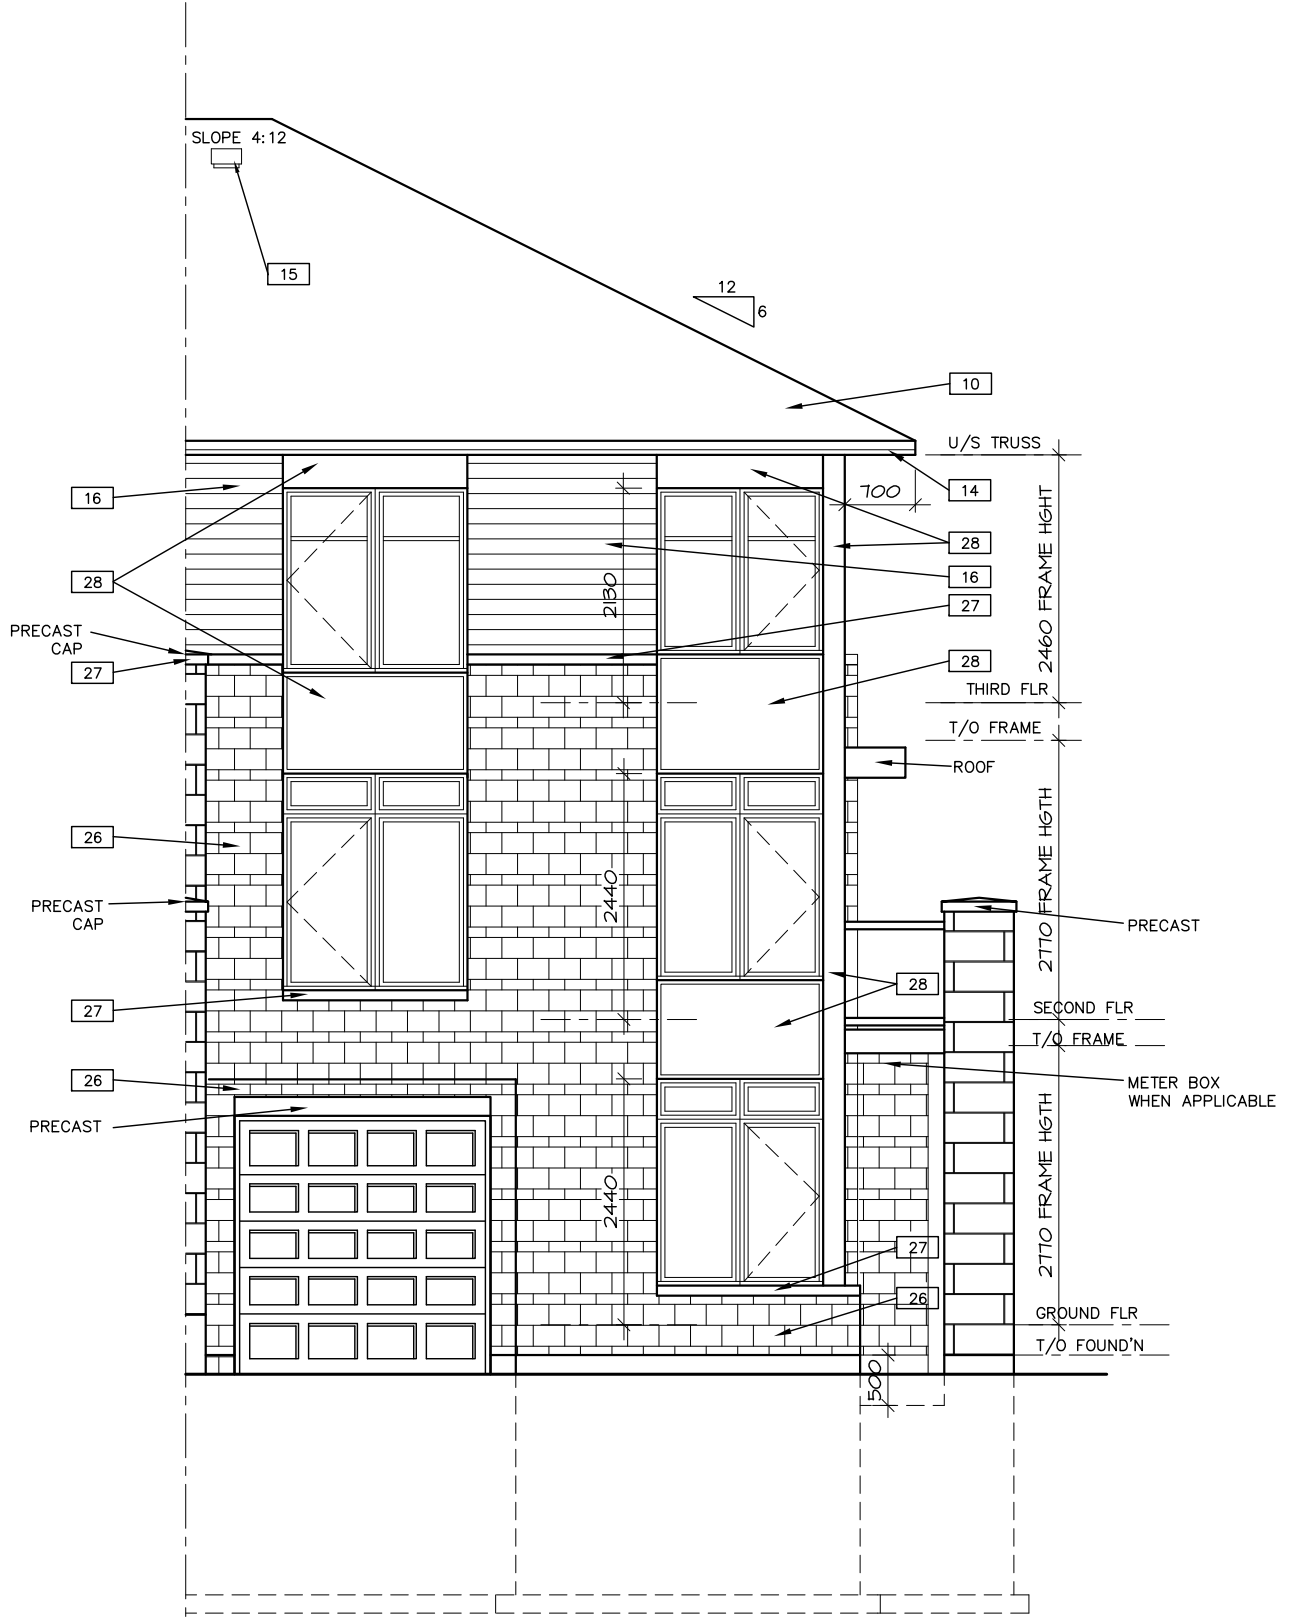 SLOPE 4:12
15
12
6
10
U/S TRUSS
16
700
14
28
28
16
2130
27
2460 FRAME HGHT
PRECAST
CAP
27
28
THIRD FLR
T/O FRAME
ROOF
26
2770 FRAME HGTH
2440
PRECAST
CAP
PRECAST
28
27
SECOND FLR
T/O FRAME
26
METER BOX
WHEN APPLICABLE
PRECAST
2770 FRAME HGTH
2440
27
26
GROUND FLR
T/O FOUND'N
500